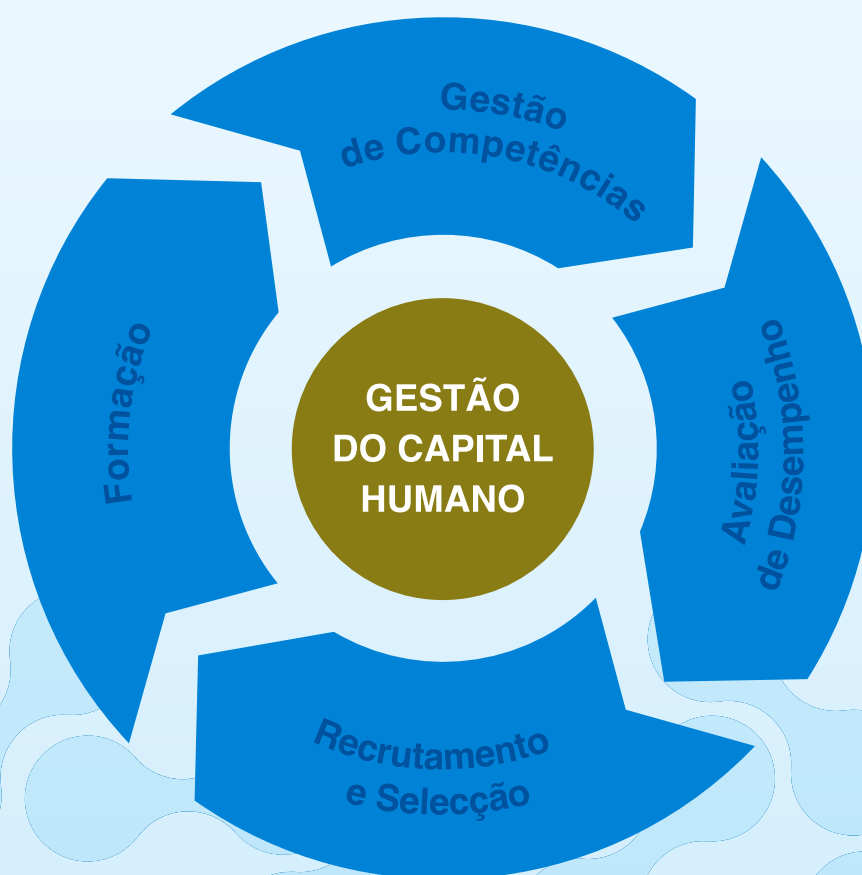 Gestão
de Competências
Formação
GESTÃO
DO CAPITAL
HUMANO
Avaliação
de Desempenho
Recrutamento
e Selecção